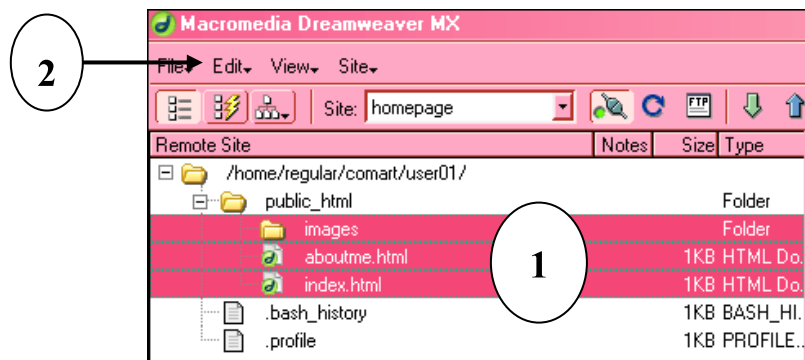 Macromedia Dreamweaver MX
2
File Edit View Site
Site: homepage FTP
Remote Site Notes Size Type
/home/regular/comart/user01/
public_html Folder
images Folder
aboutme.html 1KB HTML Do.
index.html 1KB HTML Do.
1
.bash_history 1KB BASH_HI.
.profile 1KB PROFILE..